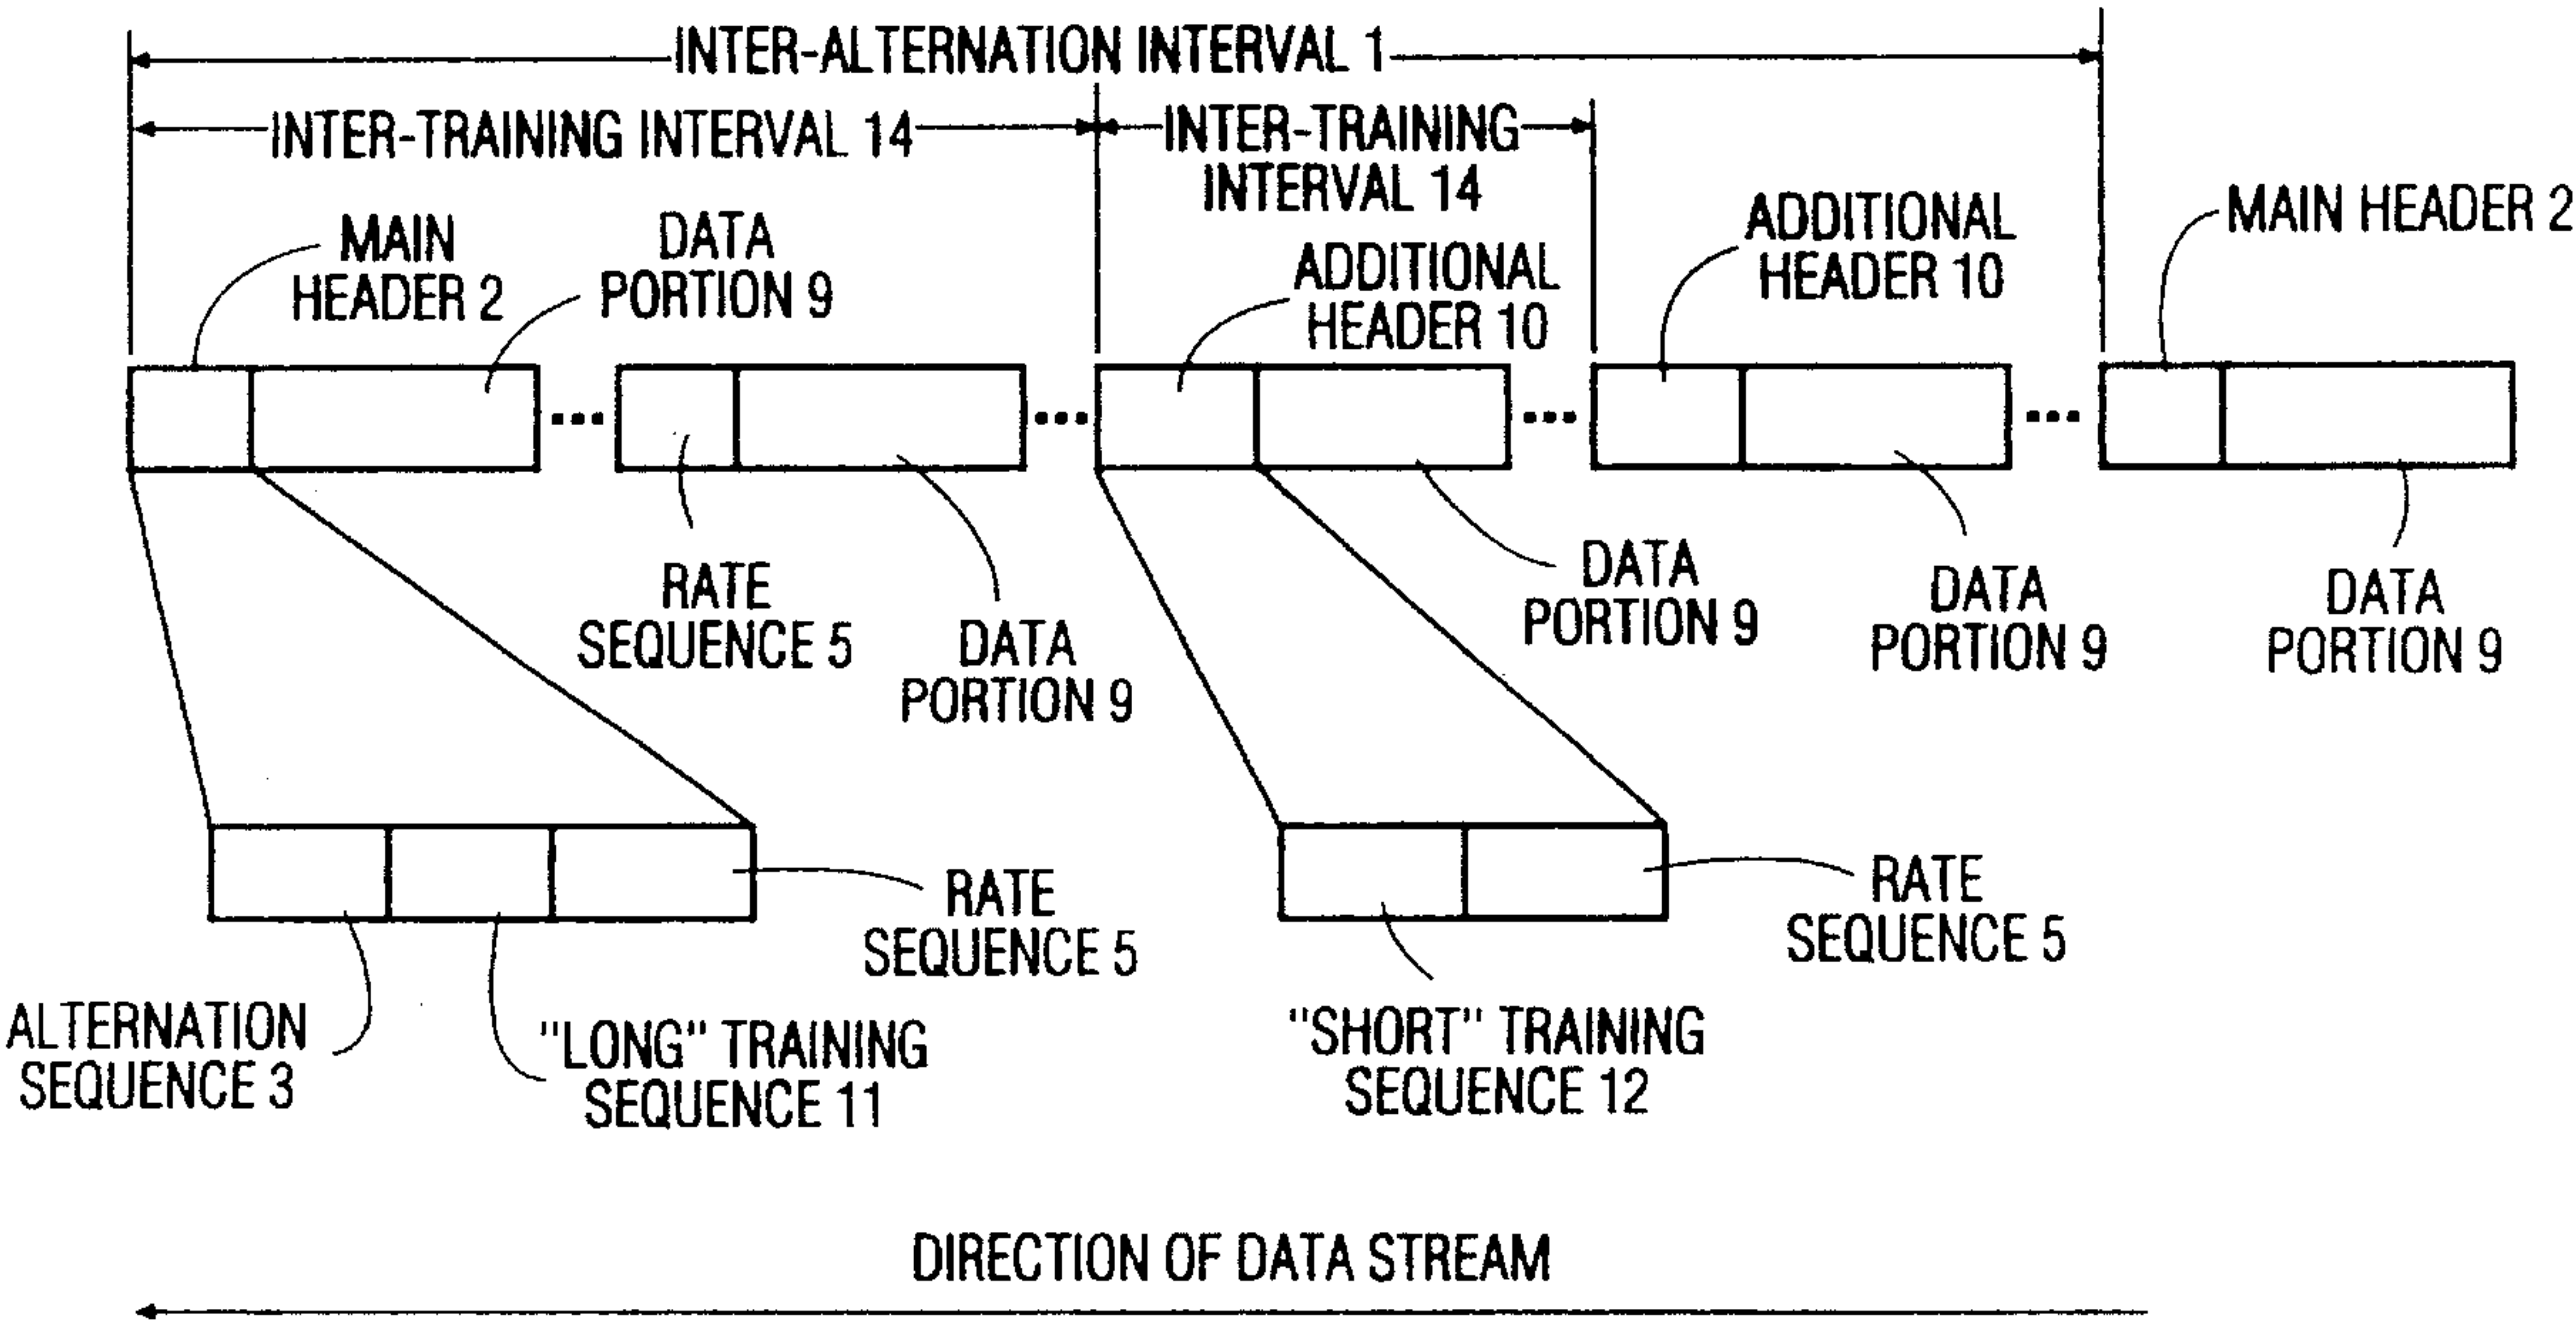 INTER-ALTERNATION INTERVAL 1
INTER-TRAINING INTERVAL 14
INTER-TRAINING
INTERVAL 14
MAIN
HEADER 2
DATA
PORTION 9
ADDITIONAL
HEADER 10
ADDITIONAL
HEADER 10
MAIN HEADER 2
RATE
SEQUENCE 5
DATA
PORTION 9
DATA
PORTION 9
DATA
PORTION 9
DATA
PORTION 9
RATE
SEQUENCE 5
RATE
SEQUENCE 5
ALTERNATION
SEQUENCE 3
"LONG" TRAINING
SEQUENCE 11
"SHORT" TRAINING
SEQUENCE 12
DIRECTION OF DATA STREAM